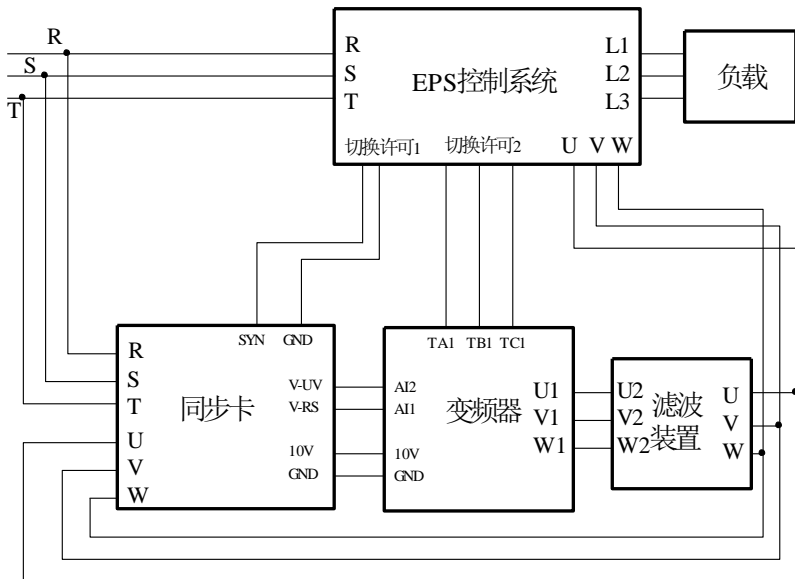 R
S
T
R
S
T
EPS控制系统
L1
L2
L3
负载
切换许可1
切换许可2
U V W
SYN GND
R
S
T
U
V
W
同步卡
V-UV
V-RS
10V
GND
TA1 TB1 TC1
AI2
AI1
10V
GND
变频器
U1
V1
W1
U2
V2
W2
滤波
装置
U
V
W